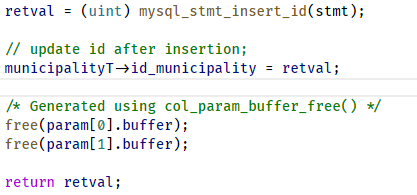 retval = (uint) mysql_stmt_insert_id(stmt);
// update id after insertion;
municipalityT->id_municipality = retval;
/* Generated using col_param_buffer_free() */
free(param[0].buffer);
free(param[1].buffer);
return retval;